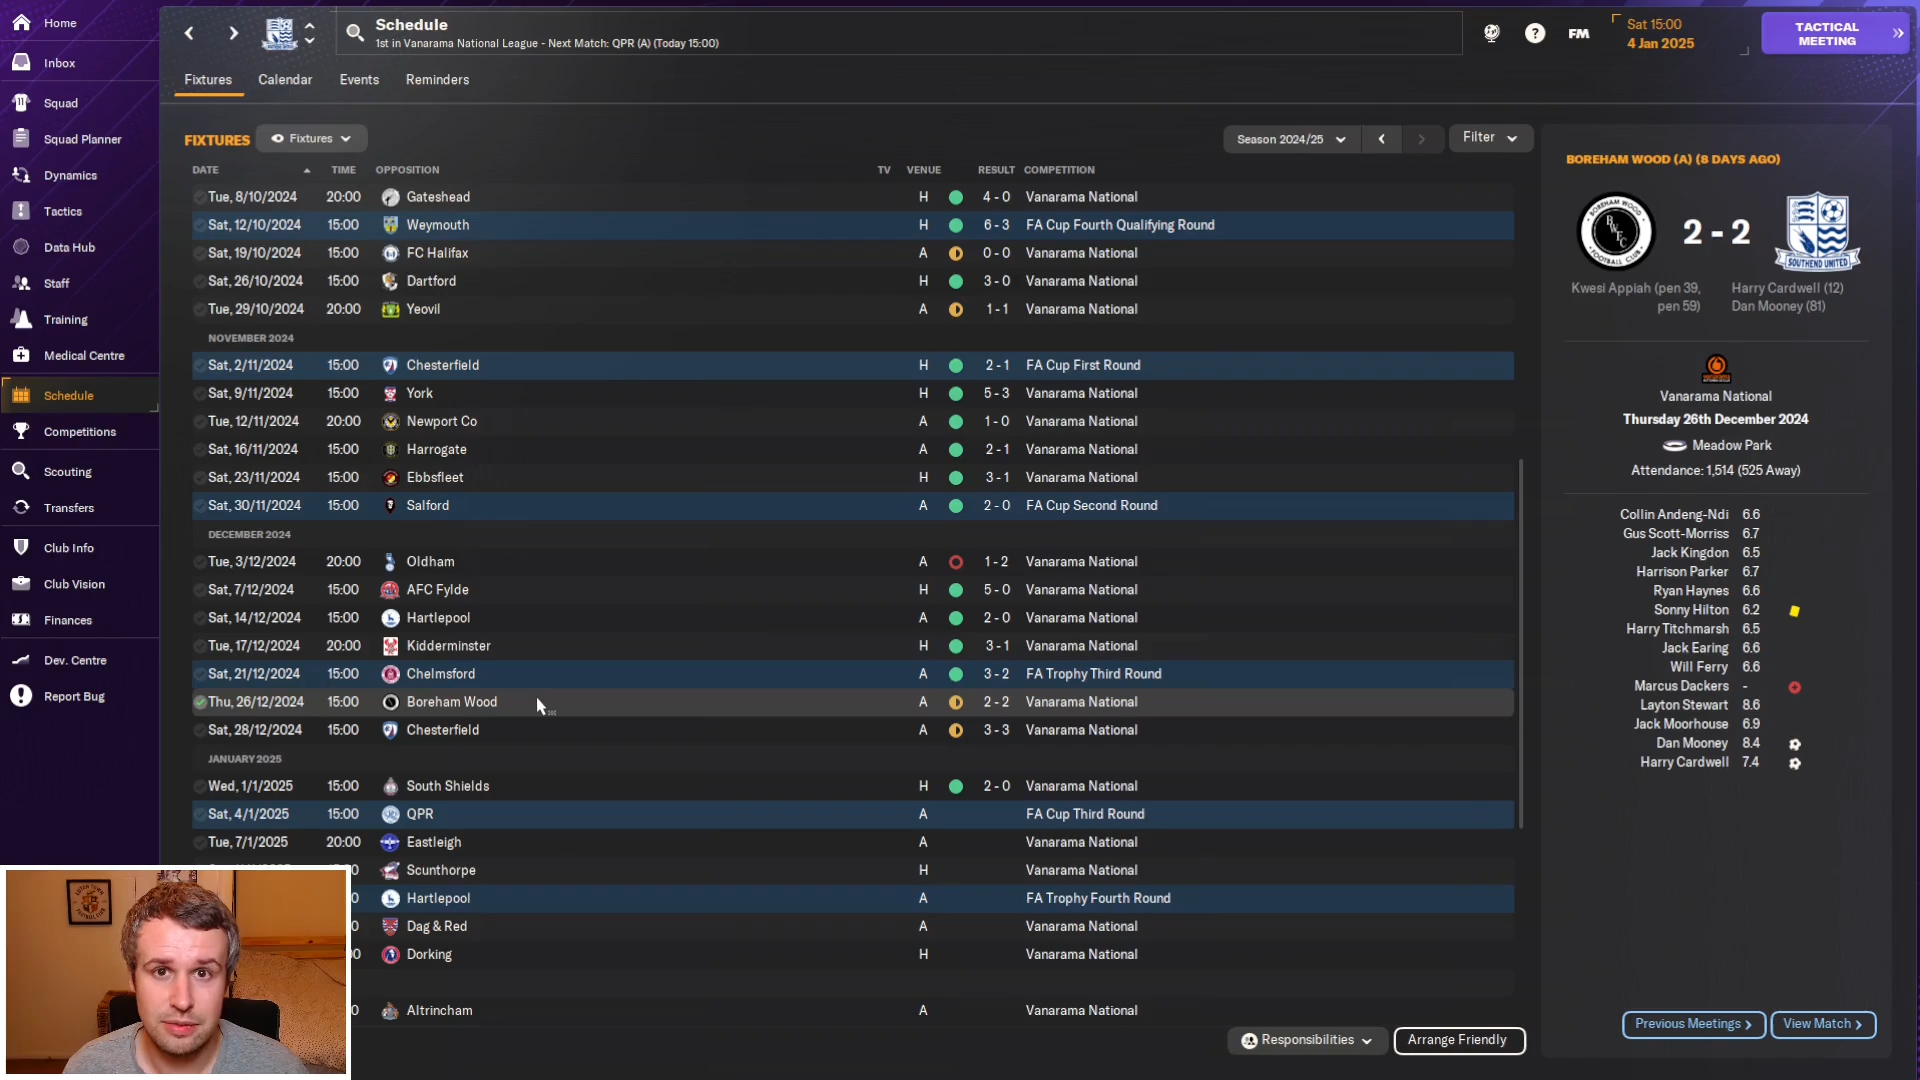 Home
Inbox
Squad
Squad Planner
Dynamics
Tactics
Data Hub
Staff
Training
Medical Centre
Schedule
Competitions
Scouting
Transfers
Club Info
Club Vision
Finances
Dev. Centre
Report Bug
Schedule
1st in Vanarama National League - Next Match: QPR (A) (Today 15:00)
FM
Sat 15:00
4 Jan 2025
TACTICAL MEETING
Fixtures Calendar Events Reminders
FIXTURES Fixtures
Season 2024/25 Filter
DATE TIME OPPOSITION TV VENUE RESULT COMPETITION
Tue, 8/10/2024 20:00 Gateshead H 4 - 0 Vanarama National
Sat, 12/10/2024 15:00 Weymouth H 6 - 3 FA Cup Fourth Qualifying Round
Sat, 19/10/2024 15:00 FC Halifax A 0 - 0 Vanarama National
Sat, 26/10/2024 15:00 Dartford H 3 - 0 Vanarama National
Tue, 29/10/2024 20:00 Yeovil A 1 - 1 Vanarama National
NOVEMBER 2024
Sat, 2/11/2024 15:00 Chesterfield H 2 - 1 FA Cup First Round
Sat, 9/11/2024 15:00 York H 5 - 3 Vanarama National
Tue, 12/11/2024 20:00 Newport Co A 1 - 0 Vanarama National
Sat, 16/11/2024 15:00 Harrogate A 2 - 1 Vanarama National
Sat, 23/11/2024 15:00 Ebbsfleet H 3 - 1 Vanarama National
Sat, 30/11/2024 15:00 Salford A 2 - 0 FA Cup Second Round
DECEMBER 2024
Tue, 3/12/2024 20:00 Oldham A 1 - 2 Vanarama National
Sat, 7/12/2024 15:00 AFC Fylde H 5 - 0 Vanarama National
Sat, 14/12/2024 15:00 Hartlepool A 2 - 0 Vanarama National
Tue, 17/12/2024 20:00 Kidderminster H 3 - 1 Vanarama National
Sat, 21/12/2024 15:00 Chelmsford A 3 - 2 FA Trophy Third Round
Thu, 26/12/2024 15:00 Boreham Wood A 2 - 2 Vanarama National
Sat, 28/12/2024 15:00 Chesterfield A 3 - 3 Vanarama National
JANUARY 2025
Wed, 1/1/2025 15:00 South Shields H 2 - 0 Vanarama National
Sat, 4/1/2025 15:00 QPR A FA Cup Third Round
Tue, 7/1/2025 20:00 Eastleigh A Vanarama National
Scunthorpe H Vanarama National
0 Hartlepool A FA Trophy Fourth Round
Dag & Red A Vanarama National
0 Dorking H Vanarama National
0 Altrincham A Vanarama National
Responsibilities Arrange Friendly
BOREHAM WOOD (A) (8 DAYS AGO)
BOREHAM WOOD
FOOTBALL CLUB
2 - 2
SOUTHEND UNITED
Kwesi Appiah (pen 39, Harry Cardwell (12)
pen 59) Dan Mooney (81)
Vanarama National
Thursday 26th December 2024
Meadow Park
Attendance: 1,514 (525 Away)
Collin Andeng-Ndi 6.6
Gus Scott-Morriss 6.7
Jack Kingdon 6.5
Harrison Parker 6.7
Ryan Haynes 6.6
Sonny Hilton 6.2
Harry Titchmarsh 6.5
Jack Earing 6.6
Will Ferry 6.6
Marcus Dackers -
Layton Stewart 8.6
Jack Moorhouse 6.9
Dan Mooney 8.4
Harry Cardwell 7.4
Previous Meetings View Match